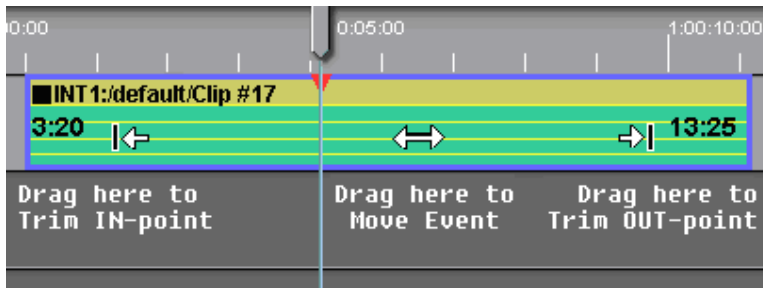 0:00 0:05:00 1:00:10:00
INT1:/default/Clip #17
3:20 13:25
Drag here to Drag here to Drag here to
Trim IN-point Move Event Trim OUT-point